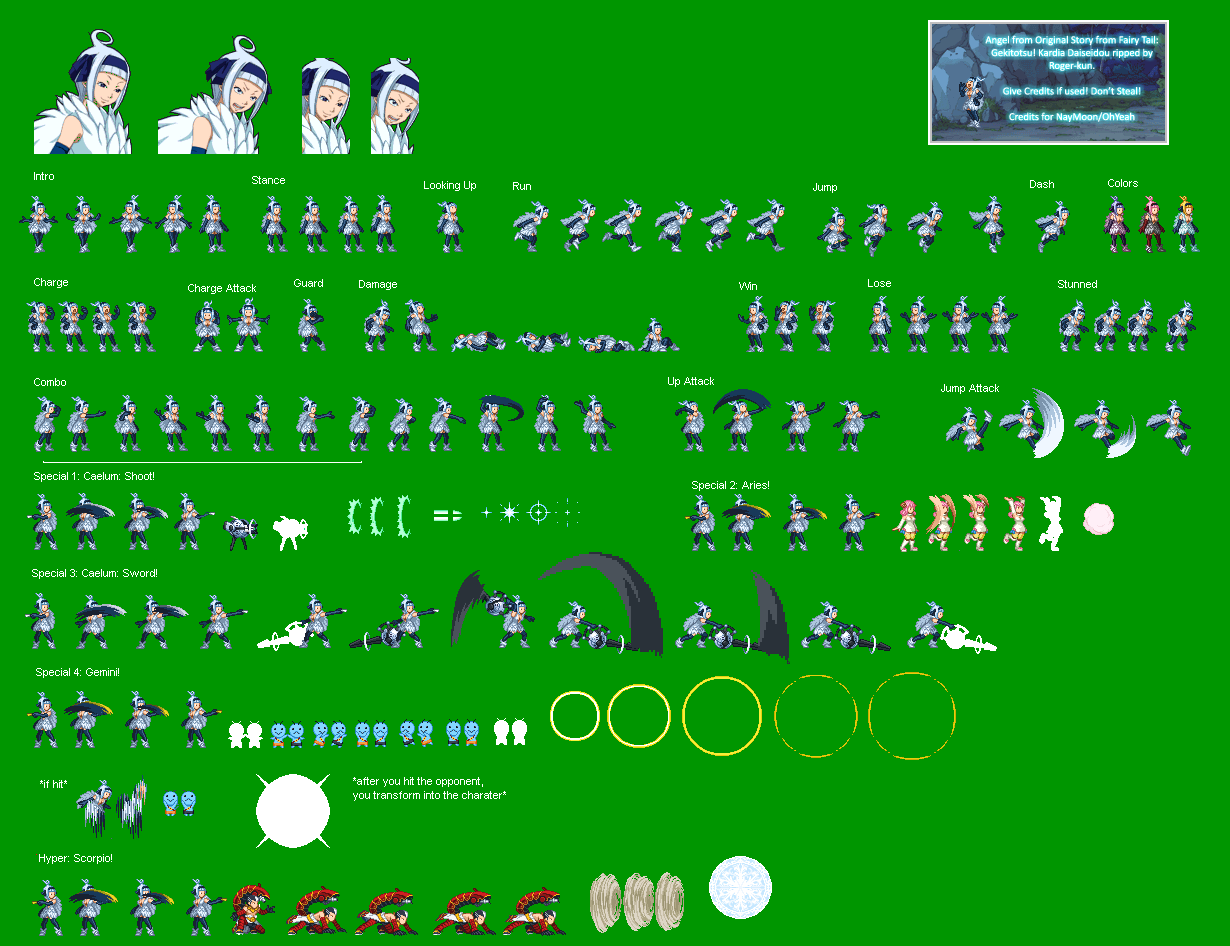 Angel from Original Story from Fairy Tail:
Gekitotsu! Kardia Daiseidou ripped by
Roger-kun.
Give Credits if used! Don't Steal!
Credits for NayMoon/OhYeah
Intro
Stance
Looking Up
Run
Jump
Dash
Colors
Charge
Charge Attack
Guard
Damage
Win
Lose
Stunned
Combo
Up Attack
Jump Attack
Special 1: Caelum: Shoot!
Special 2: Aries!
Special 3: Caelum: Sword!
Special 4: Gemini!
*if hit*
*after you hit the opponent,
you transform into the charater*
Hyper: Scorpio!